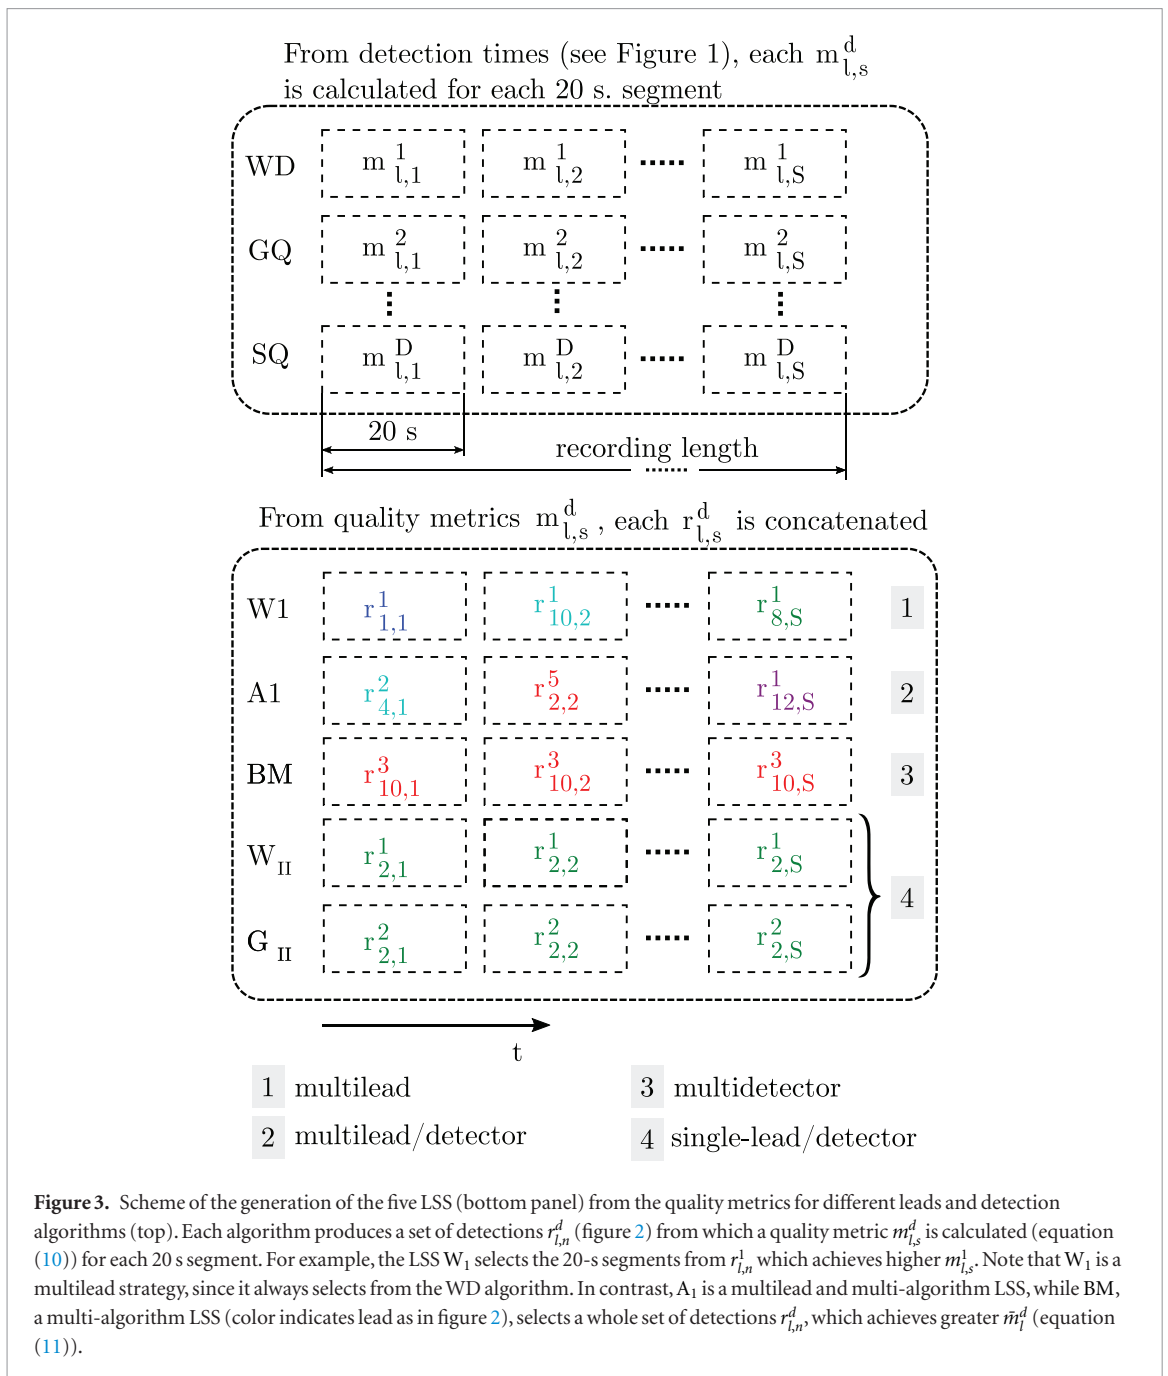 From detection times (see Figure 1), each m^d_{l,s}
is calculated for each 20 s. segment
WD m^1_{l,1} m^1_{l,2} ..... m^1_{l,S}
GQ m^2_{l,1} m^2_{l,2} ..... m^2_{l,S}
SQ m^D_{l,1} m^D_{l,2} ..... m^D_{l,S}
20 s
recording length
From quality metrics m^d_{l,s}, each r^d_{l,s} is concatenated
W1 r^1_{1,1} r^1_{10,2} ..... r^1_{8,S} 1
A1 r^2_{4,1} r^5_{2,2} ..... r^1_{12,S} 2
BM r^3_{10,1} r^3_{10,2} ..... r^3_{10,S} 3
W_{II} r^1_{2,1} r^1_{2,2} ..... r^1_{2,S}
4
G_{II} r^2_{2,1} r^2_{2,2} ..... r^2_{2,S}
t
1 multilead 3 multidetector
2 multilead/detector 4 single-lead/detector
Figure 3. Scheme of the generation of the five LSS (bottom panel) from the quality metrics for different leads and detection
algorithms (top). Each algorithm produces a set of detections r^d_{l,n} (figure 2) from which a quality metric m^d_{l,s} is calculated (equation
(10)) for each 20 s segment. For example, the LSS W_1 selects the 20-s segments from r^1_{l,n} which achieves higher m^1_{l,s}. Note that W_1 is a
multilead strategy, since it always selects from the WD algorithm. In contrast, A_1 is a multilead and multi-algorithm LSS, while BM,
a multi-algorithm LSS (color indicates lead as in figure 2), selects a whole set of detections r^d_{l,n}, which achieves greater m̄^d_l (equation
(11)).